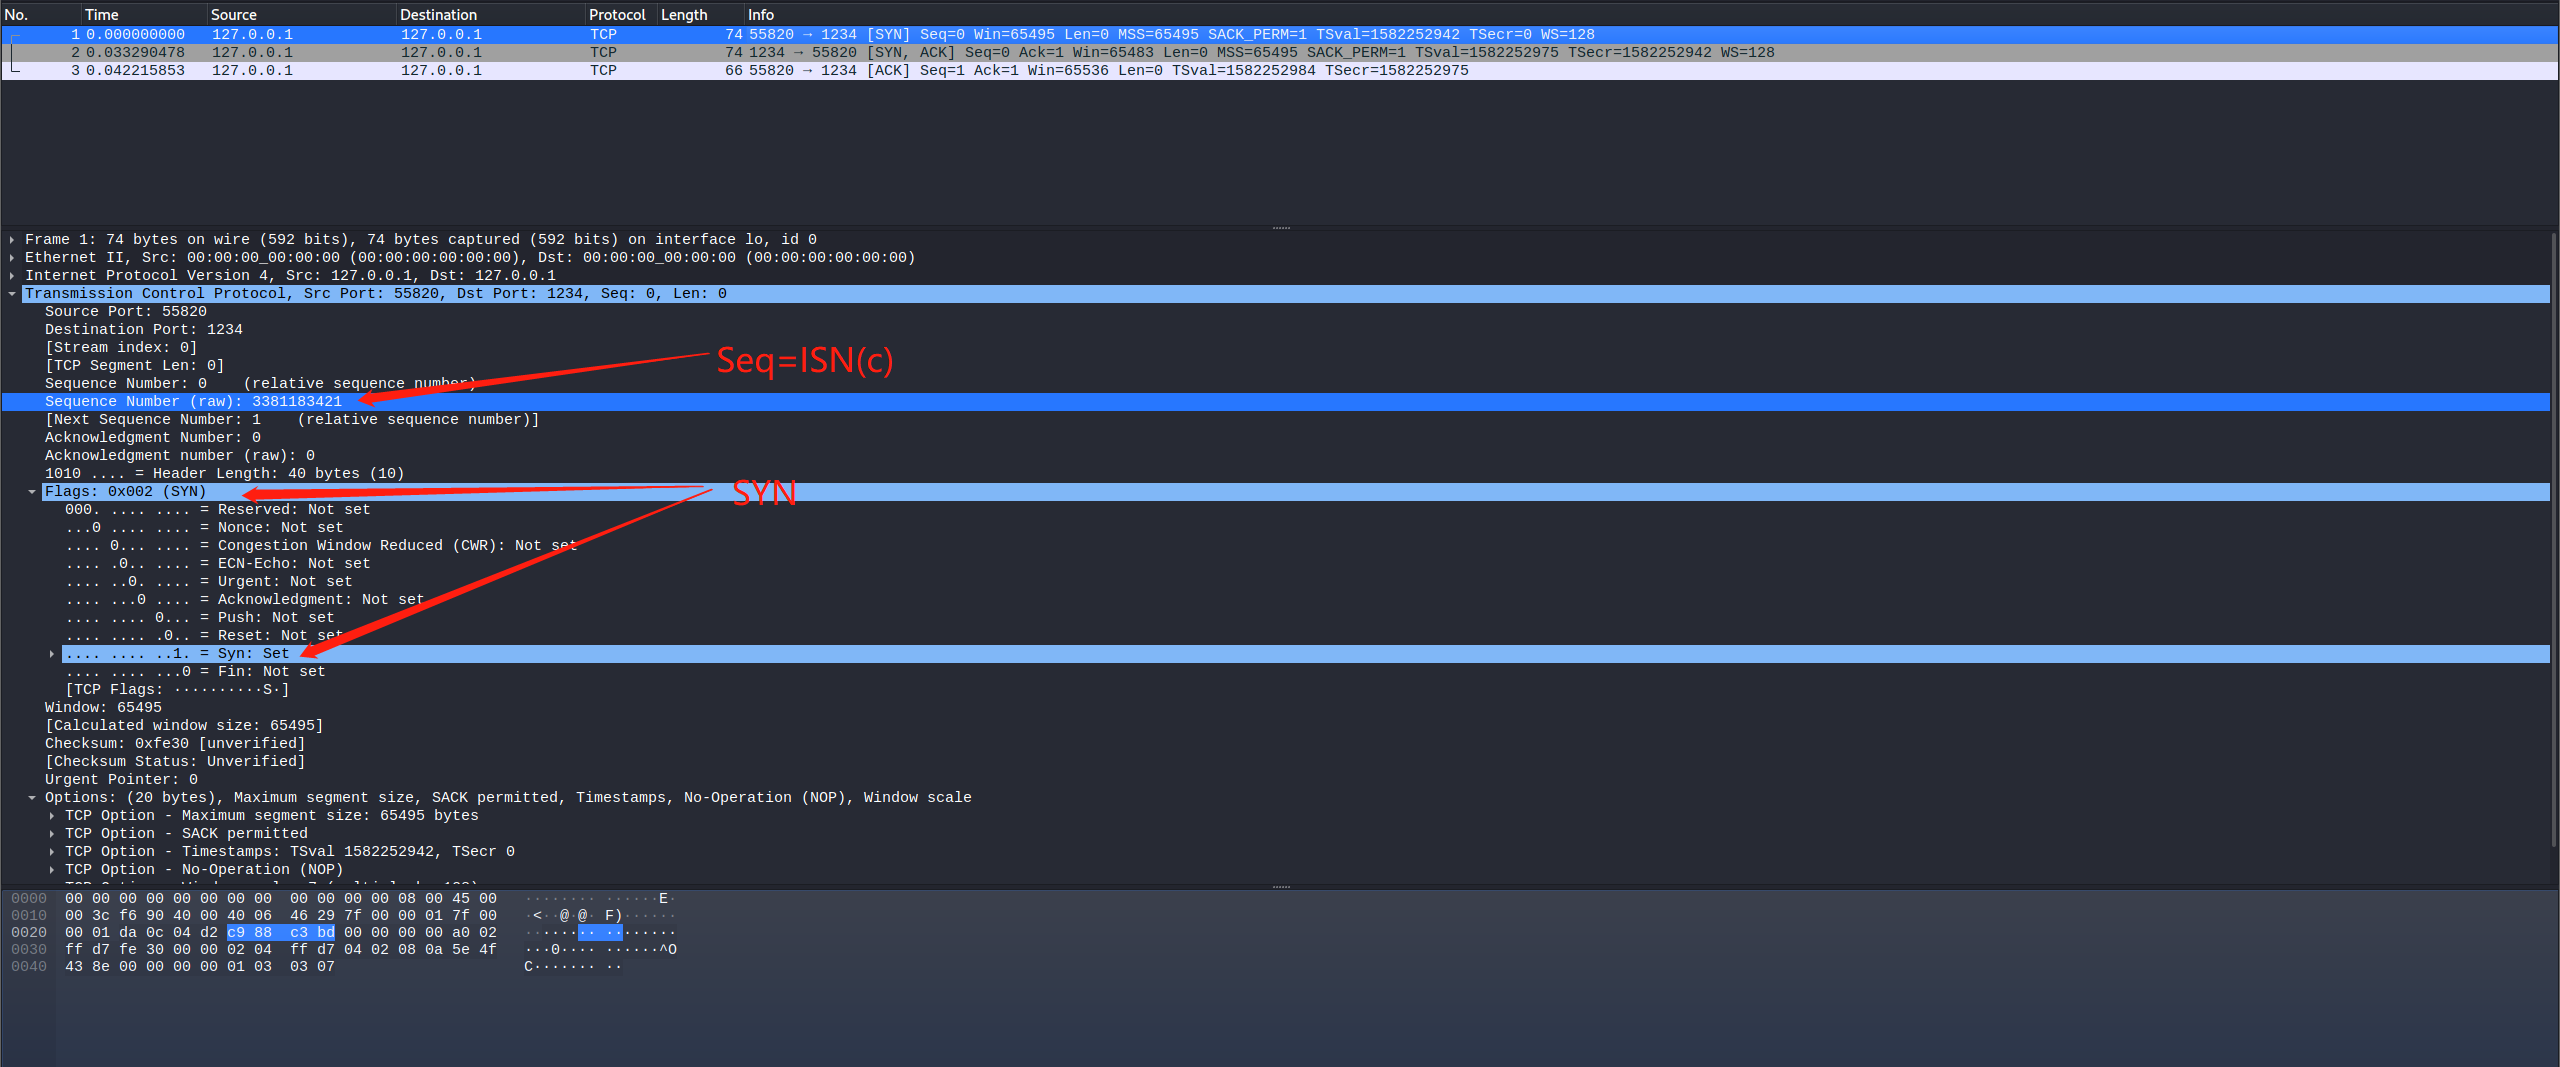 No. Time Source Destination Protocol Length Info
1 0.000000000 127.0.0.1 127.0.0.1 TCP 74 55820 → 1234 [SYN] Seq=0 Win=65495 Len=0 MSS=65495 SACK_PERM=1 TSval=1582252942 TSecr=0 WS=128
2 0.033290478 127.0.0.1 127.0.0.1 TCP 74 1234 → 55820 [SYN, ACK] Seq=0 Ack=1 Win=65483 Len=0 MSS=65495 SACK_PERM=1 TSval=1582252975 TSecr=1582252942 WS=128
3 0.042215853 127.0.0.1 127.0.0.1 TCP 66 55820 → 1234 [ACK] Seq=1 Ack=1 Win=65536 Len=0 TSval=1582252984 TSecr=1582252975
Frame 1: 74 bytes on wire (592 bits), 74 bytes captured (592 bits) on interface lo, id 0
Ethernet II, Src: 00:00:00_00:00:00 (00:00:00:00:00:00), Dst: 00:00:00_00:00:00 (00:00:00:00:00:00)
Internet Protocol Version 4, Src: 127.0.0.1, Dst: 127.0.0.1
Transmission Control Protocol, Src Port: 55820, Dst Port: 1234, Seq: 0, Len: 0
Source Port: 55820
Destination Port: 1234
[Stream index: 0]
[TCP Segment Len: 0]
Seq=ISN(c)
Sequence Number: 0    (relative sequence number)
Sequence Number (raw): 3381183421
[Next Sequence Number: 1    (relative sequence number)]
Acknowledgment Number: 0
Acknowledgment number (raw): 0
1010 .... = Header Length: 40 bytes (10)
Flags: 0x002 (SYN)
SYN
000. .... .... = Reserved: Not set
...0 .... .... = Nonce: Not set
.... 0... .... = Congestion Window Reduced (CWR): Not set
.... .0.. .... = ECN-Echo: Not set
.... ..0. .... = Urgent: Not set
.... ...0 .... = Acknowledgment: Not set
.... .... 0... = Push: Not set
.... .... .0.. = Reset: Not set
.... .... ..1. = Syn: Set
.... .... ...0 = Fin: Not set
[TCP Flags: ··········S·]
Window: 65495
[Calculated window size: 65495]
Checksum: 0xfe30 [unverified]
[Checksum Status: Unverified]
Urgent Pointer: 0
Options: (20 bytes), Maximum segment size, SACK permitted, Timestamps, No-Operation (NOP), Window scale
TCP Option - Maximum segment size: 65495 bytes
TCP Option - SACK permitted
TCP Option - Timestamps: TSval 1582252942, TSecr 0
TCP Option - No-Operation (NOP)
0000 00 00 00 00 00 00 00 00 00 00 00 00 08 00 45 00 ········ ······E·
0010 00 3c f6 90 40 00 40 06 46 29 7f 00 00 01 7f 00 ·<··@·@· F)······
0020 00 01 da 0c 04 d2 c9 88 c3 bd 00 00 00 00 a0 02 ········ ········
0030 ff d7 fe 30 00 00 02 04 ff d7 04 02 08 0a 5e 4f ···0···· ······^O
0040 43 8e 00 00 00 00 01 03 03 07 C······· ··